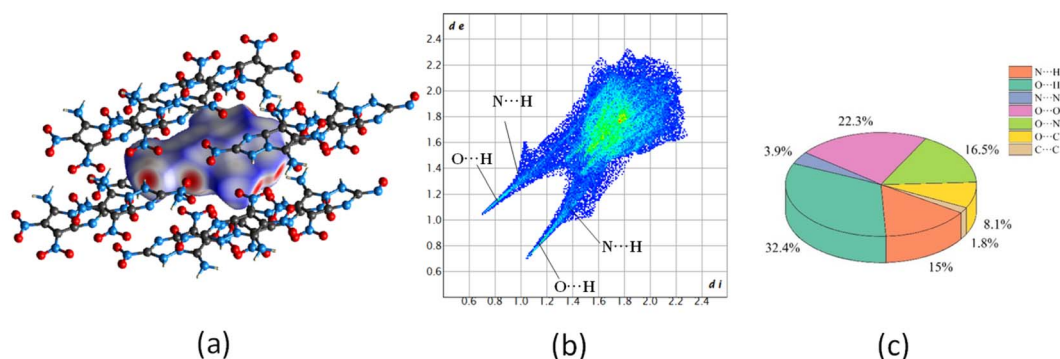 d e
2.4
2.2
2.0
1.8
1.6
1.4
1.2
1.0
0.8
0.6
N···H
O···H
N···H
O···H
d i
0.6 0.8 1.0 1.2 1.4 1.6 1.8 2.0 2.2 2.4
N···H
O···H
N···N
O···O
O···N
O···C
C···C
22.3%
3.9%
16.5%
8.1%
1.8%
32.4%
15%
(a)
(b)
(c)